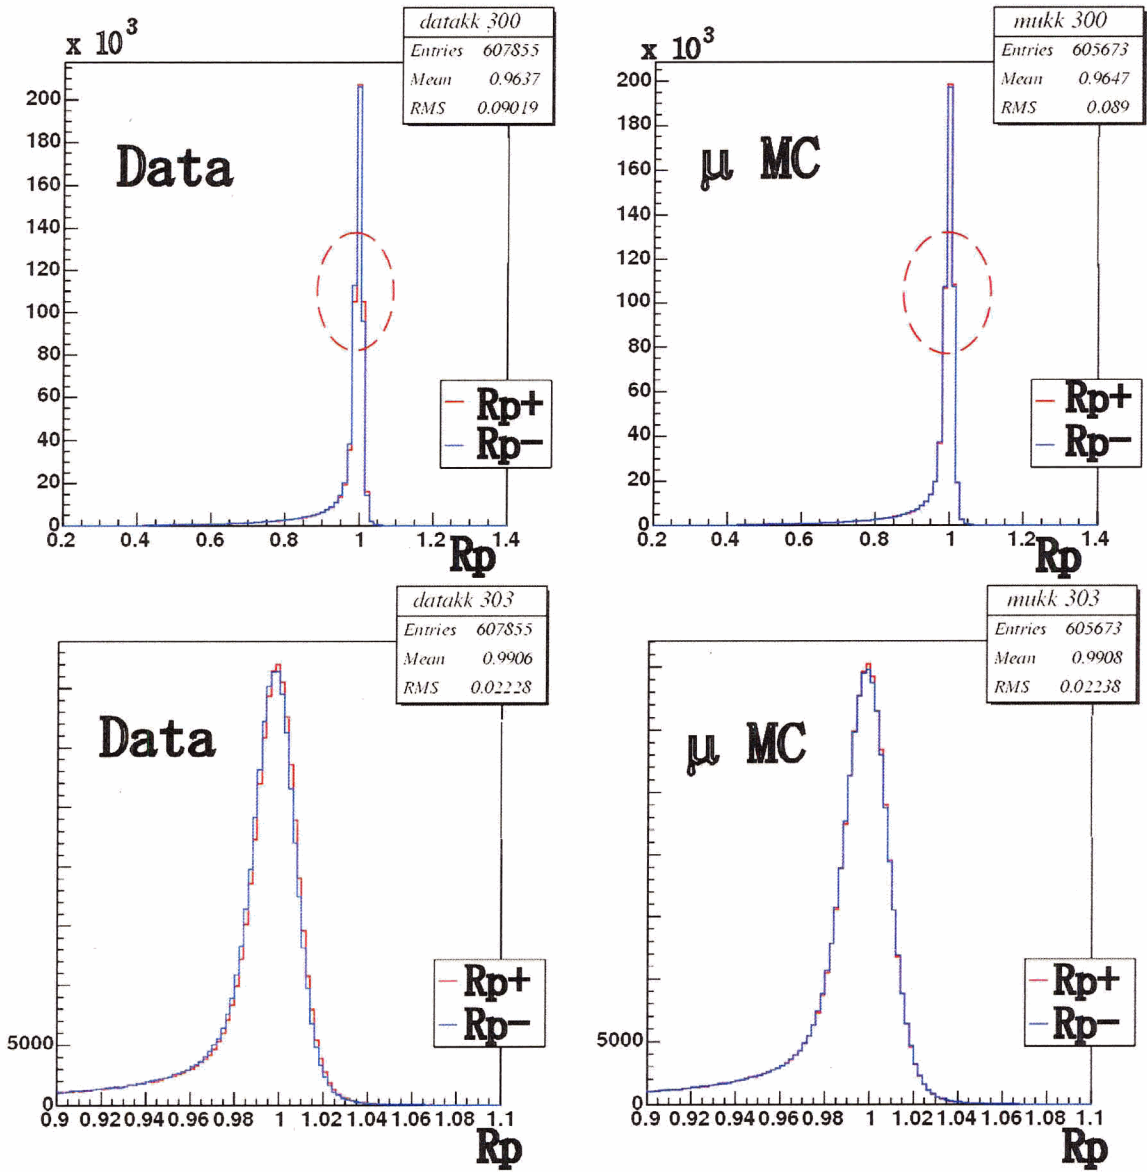 x 10³
datakk 300
Entries 607855
Mean 0.9637
RMS 0.09019
200
180
160
140
120
100
80
60
40
20
0
Data
Rp+
Rp−
0.2 0.4 0.6 0.8 1 1.2 1.4
Rp
x 10³
mukk 300
Entries 605673
Mean 0.9647
RMS 0.089
200
180
160
140
120
100
80
60
40
20
0
μ MC
Rp+
Rp−
0.2 0.4 0.6 0.8 1 1.2 1.4
Rp
datakk 303
Entries 607855
Mean 0.9906
RMS 0.02228
Data
Rp+
Rp−
5000
0
0.9 0.92 0.94 0.96 0.98 1 1.02 1.04 1.06 1.08 1.1
Rp
mukk 303
Entries 605673
Mean 0.9908
RMS 0.02238
μ MC
Rp+
Rp−
5000
0
0.9 0.92 0.94 0.96 0.98 1 1.02 1.04 1.06 1.08 1.1
Rp